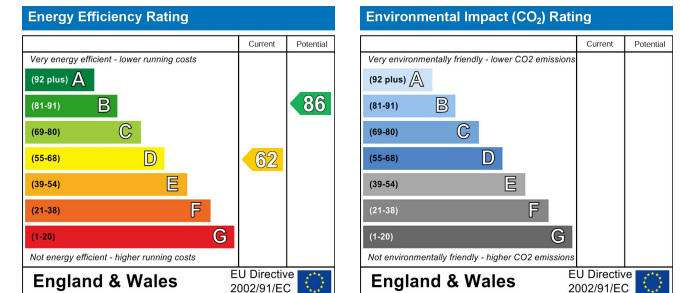 Energy Efficiency Rating
Current Potential
Very energy efficient - lower running costs
(92 plus) A
(81-91) B
(69-80) C
(55-68) D
(39-54) E
(21-38) F
(1-20) G
62
86
Not energy efficient - higher running costs
England & Wales
EU Directive
2002/91/EC
Environmental Impact (CO₂) Rating
Current Potential
Very environmentally friendly - lower CO2 emissions
(92 plus) A
(81-91) B
(69-80) C
(55-68) D
(39-54) E
(21-38) F
(1-20) G
Not environmentally friendly - higher CO2 emissions
England & Wales
EU Directive
2002/91/EC